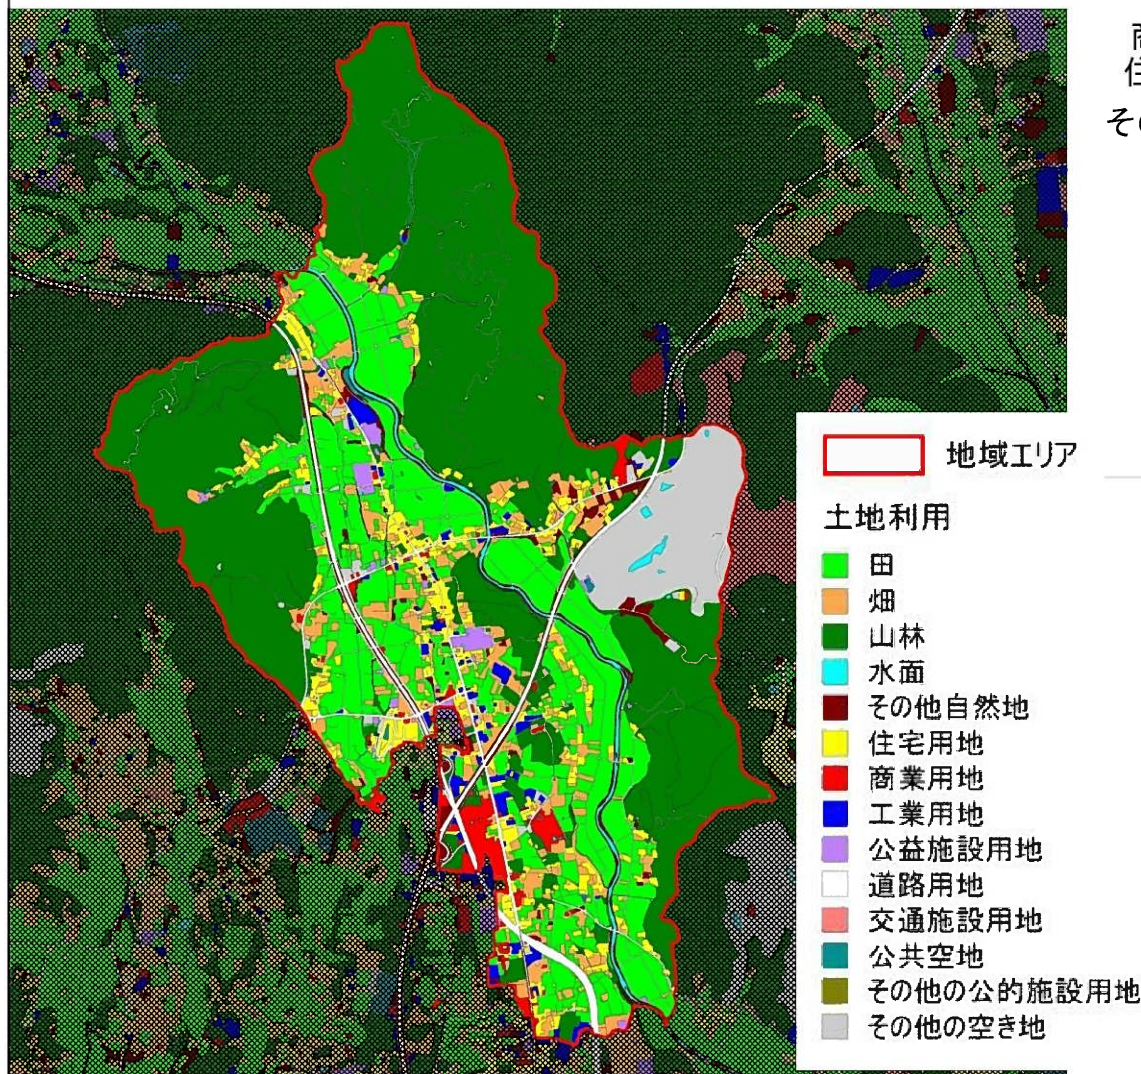 住
その
地域エリア
土地利用
田
畑
山林
水面
その他自然地
住宅用地
商業用地
工業用地
公益施設用地
道路用地
交通施設用地
公共空地
その他の公的施設用地
その他の空き地